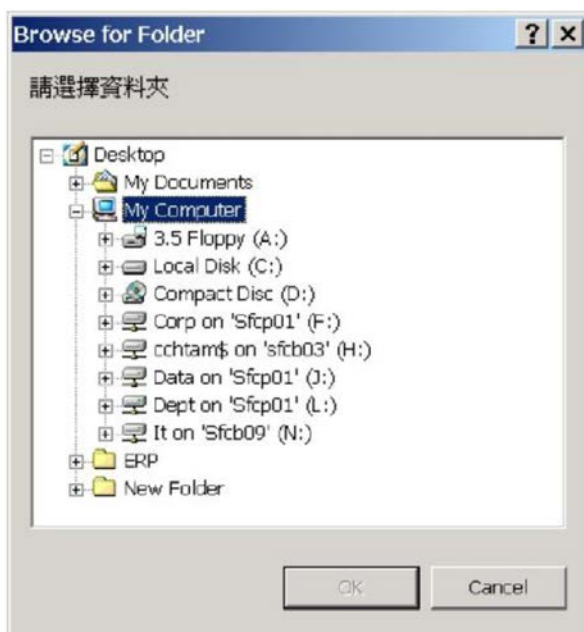 Browse for Folder
請選擇資料夾
Desktop
My Documents
My Computer
3.5 Floppy (A:)
Local Disk (C:)
Compact Disc (D:)
Corp on 'Sfcp01' (F:)
cchtam$ on 'sfcb03' (H:)
Data on 'Sfcp01' (J:)
Dept on 'Sfcp01' (L:)
It on 'Sfcb09' (N:)
ERP
New Folder
OK Cancel